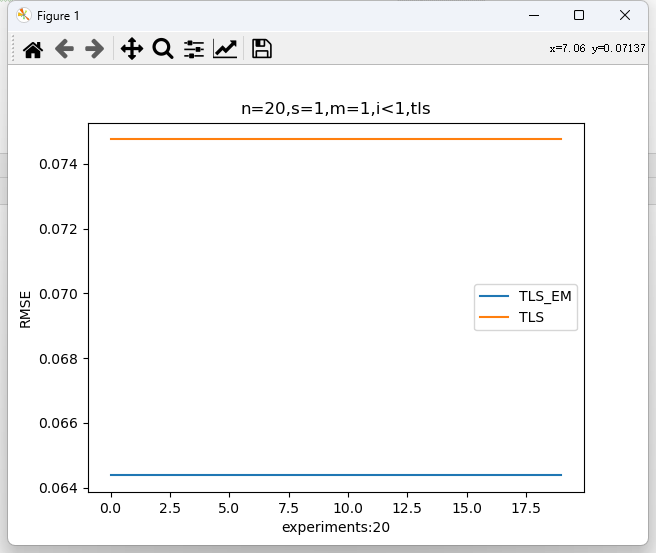 Figure 1
x=7.06 y=0.07137
n=20,s=1,m=1,i<1,tls
0.074
0.072
0.070
0.068
0.066
0.064
RMSE
TLS_EM
TLS
0.0
2.5
5.0
7.5
10.0
12.5
15.0
17.5
experiments:20